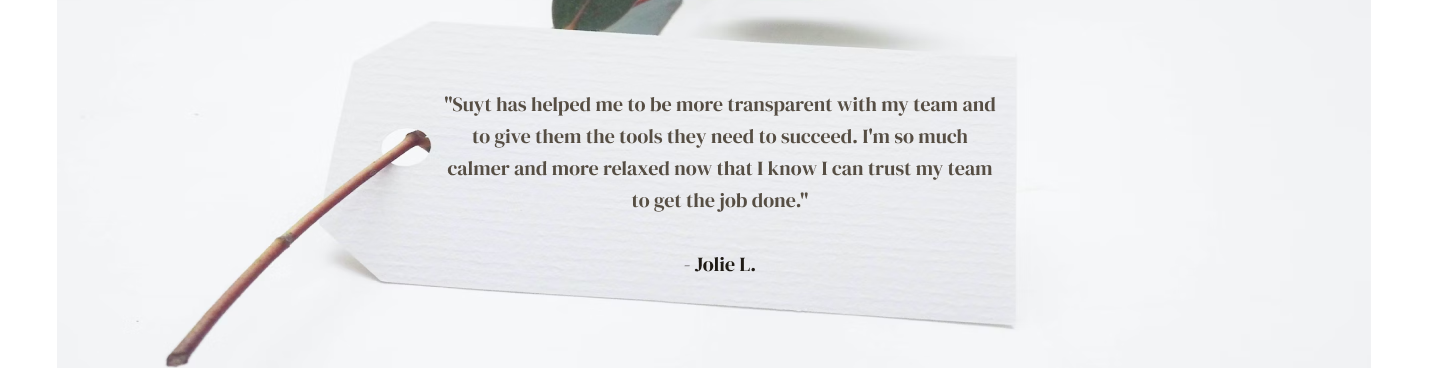 "Suyt has helped me to be more transparent with my team and
to give them the tools they need to succeed. I'm so much
calmer and more relaxed now that I know I can trust my team
to get the job done."
- Jolie L.